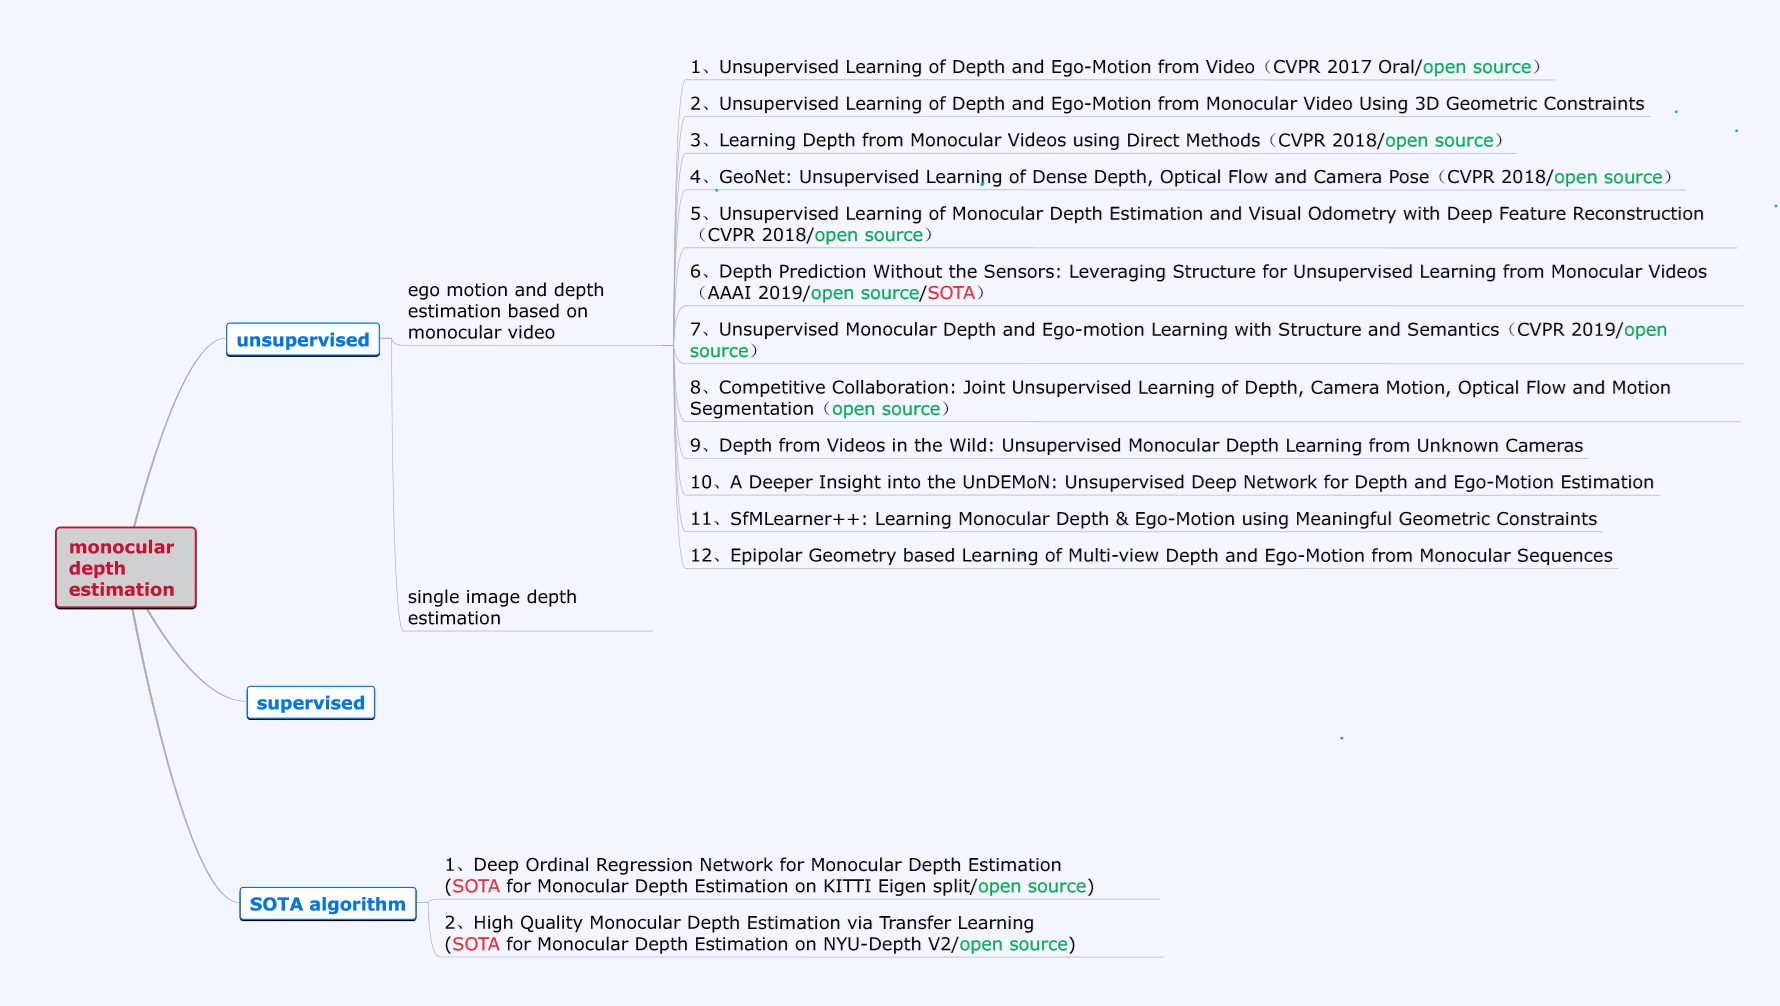 1、Unsupervised Learning of Depth and Ego-Motion from Video（CVPR 2017 Oral/open source）
2、Unsupervised Learning of Depth and Ego-Motion from Monocular Video Using 3D Geometric Constraints
3、Learning Depth from Monocular Videos using Direct Methods（CVPR 2018/open source）
4、GeoNet: Unsupervised Learning of Dense Depth, Optical Flow and Camera Pose（CVPR 2018/open source）
5、Unsupervised Learning of Monocular Depth Estimation and Visual Odometry with Deep Feature Reconstruction
（CVPR 2018/open source）
6、Depth Prediction Without the Sensors: Leveraging Structure for Unsupervised Learning from Monocular Videos
（AAAI 2019/open source/SOTA）
7、Unsupervised Monocular Depth and Ego-motion Learning with Structure and Semantics（CVPR 2019/open
source）
8、Competitive Collaboration: Joint Unsupervised Learning of Depth, Camera Motion, Optical Flow and Motion
Segmentation（open source）
9、Depth from Videos in the Wild: Unsupervised Monocular Depth Learning from Unknown Cameras
10、A Deeper Insight into the UnDEMoN: Unsupervised Deep Network for Depth and Ego-Motion Estimation
11、SfMLearner++: Learning Monocular Depth & Ego-Motion using Meaningful Geometric Constraints
12、Epipolar Geometry based Learning of Multi-view Depth and Ego-Motion from Monocular Sequences
ego motion and depth
estimation based on
monocular video
unsupervised
single image depth
estimation
monocular
depth
estimation
supervised
SOTA algorithm
1、Deep Ordinal Regression Network for Monocular Depth Estimation
(SOTA for Monocular Depth Estimation on KITTI Eigen split/open source)
2、High Quality Monocular Depth Estimation via Transfer Learning
(SOTA for Monocular Depth Estimation on NYU-Depth V2/open source)